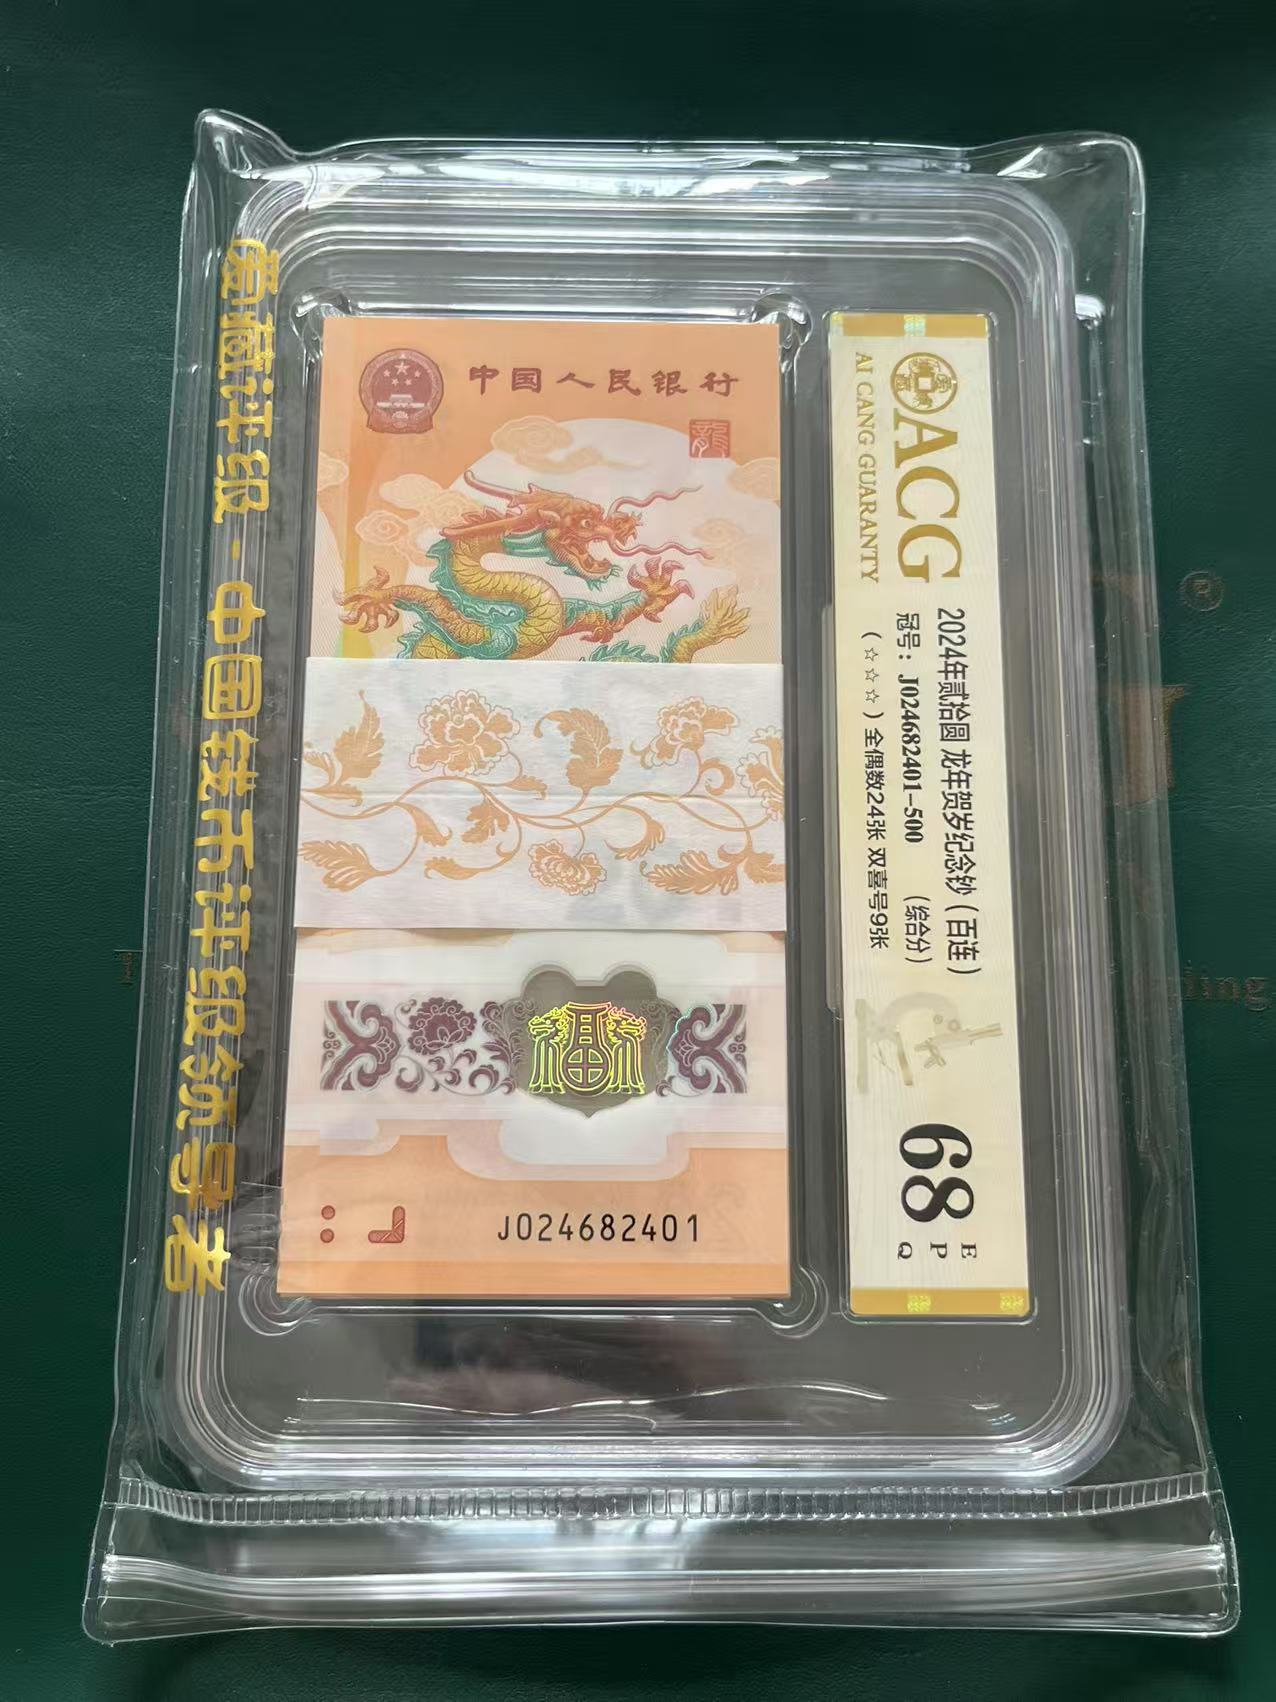 爱藏评级 - 中国钱币评级领导者
中国人民银行
龍
J024682401
ACG
AI CANG GUARANTY
2024年贰拾圆 龙年贺岁纪念钞（百连）
冠号：J024682401-500 （综合分）
（☆☆☆）全偶数24张 双喜号9张
68
E
P
Q
®
ing